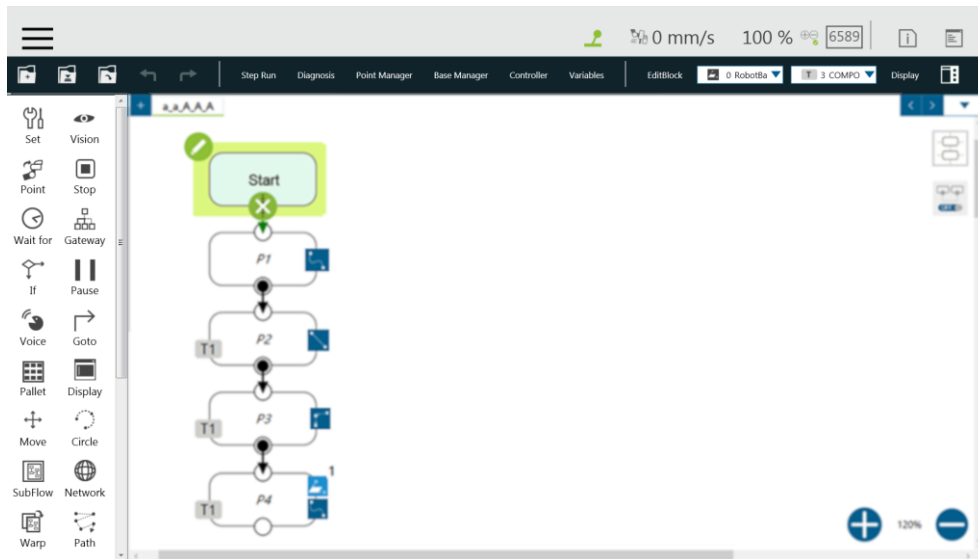 0 mm/s 100 % 6589
Step Run Diagnosis Point Manager Base Manager Controller Variables EditBlock 0 RobotBa T 3 COMPO Display
+ a_a_A_A_A
Set Vision
Point Stop
Wait for Gateway
If Pause
Voice Goto
Pallet Display
Move Circle
SubFlow Network
Warp Path
Start
P1
T1 P2
T1 P3
1
T1 P4
OFF
120%